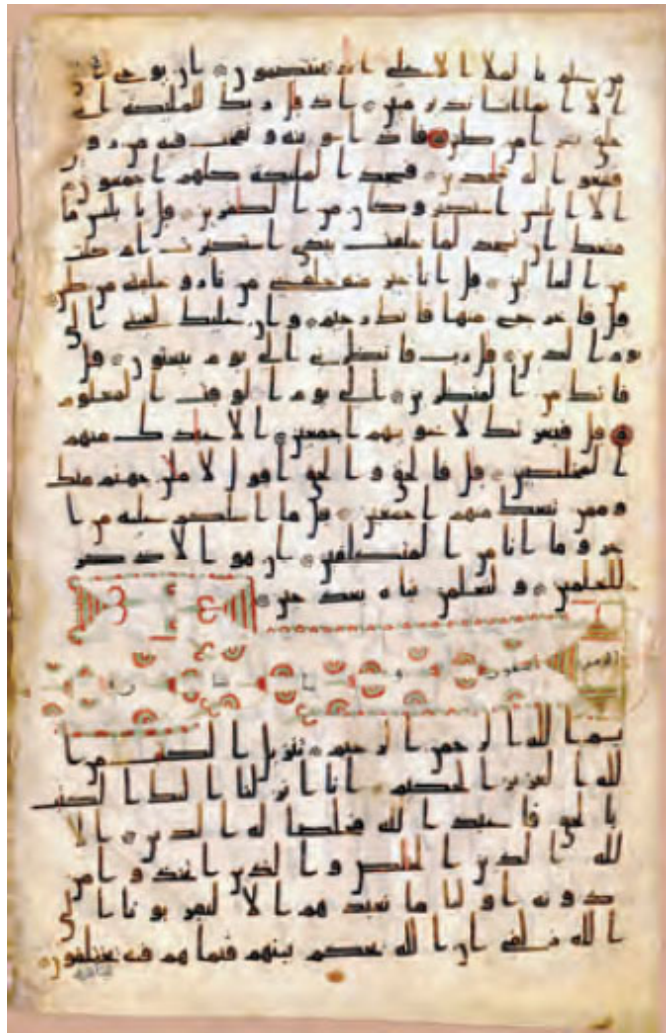 من علم بالملا الاعلى اذ يختصمون ان يوحى الى
الا انما انا نذير مبين اذ قال ربك للملئكة انى
خلق بشرا من طين فاذا سويته ونفخت فيه من رو
حى
فقعوا له سجدين فسجد الملئكة كلهم اجمعون
الا ابليس استكبر وكان من الكفرين قال يابليس ما
منعك ان تسجد لما خلقت بيدى استكبرت ام كنت
من العالين قال انا خير منه خلقتنى من نار وخلقته من طين
قال فاخرج منها فانك رجيم وان عليك لعنتى الى
يوم الدين قال رب فانظرنى الى يوم يبعثون قال
فانك من المنظرين الى يوم الوقت المعلوم
قال فبعزتك لاغوينهم اجمعين الا عبادك منهم
المخلصين قال فالحق والحق اقول لاملن جهنم منك
وممن تبعك منهم اجمعين قل ما اسلكم عليه من ا
جر وما انا من المتكلفين ان هو الا ذكر
للعلمين ولتعلمن نباه بعد حين
الزمر
بسم الله الرحمن الرحيم تنزيل الكتب من ا
لله العزيز الحكيم انا انزلنا اليك الكتب
بالحق فاعبد الله مخلصا له الدين الا
لله الدين الخالص والذين اتخذوا من
دونه اوليا ما نعبدهم الا ليقربونا الى
الله زلفى ان الله يحكم بينهم فيما هم فيه يختلفون